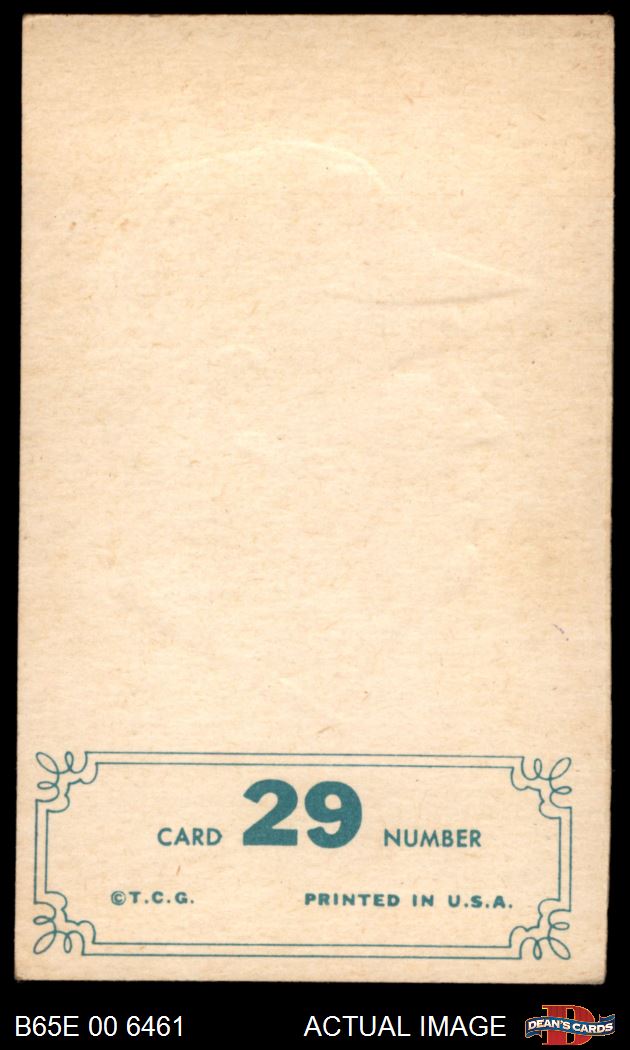 CARD 29 NUMBER
©T.C.G. PRINTED IN U.S.A.
B65E 00 6461 ACTUAL IMAGE DEAN'S CARDS